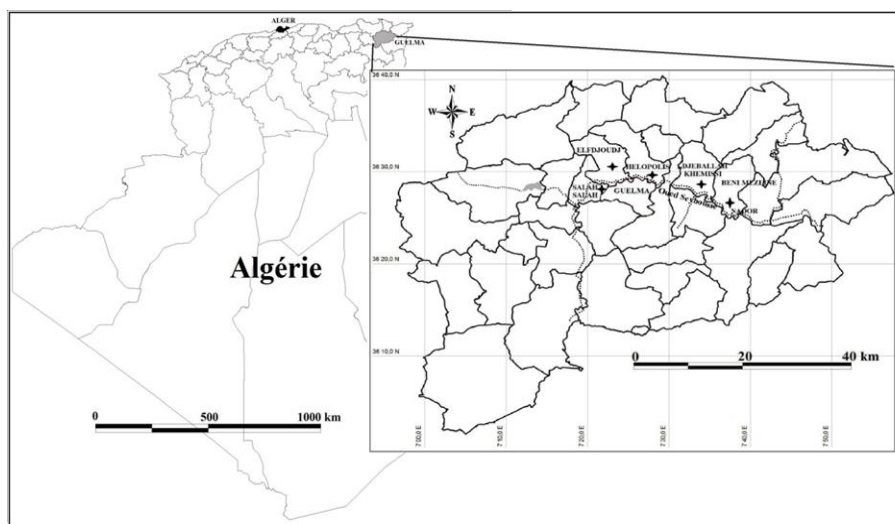 ALGER
GUELMA
36 40,0 N
N
W E
S
ELFDJOUDJ
36 30,0 N
HELOPOLIS
DJEBALLAH
KHEMISSI
BENI MEZLINE
SALAH
SALAH
GUELMA
Oued Seybouse
NADOR
Algérie
36 20,0 N
36 10,0 N
0 20 40 km
0 500 1000 km
7 00,0 E
7 10,0 E
7 20,0 E
7 30,0 E
7 40,0 E
7 50,0 E